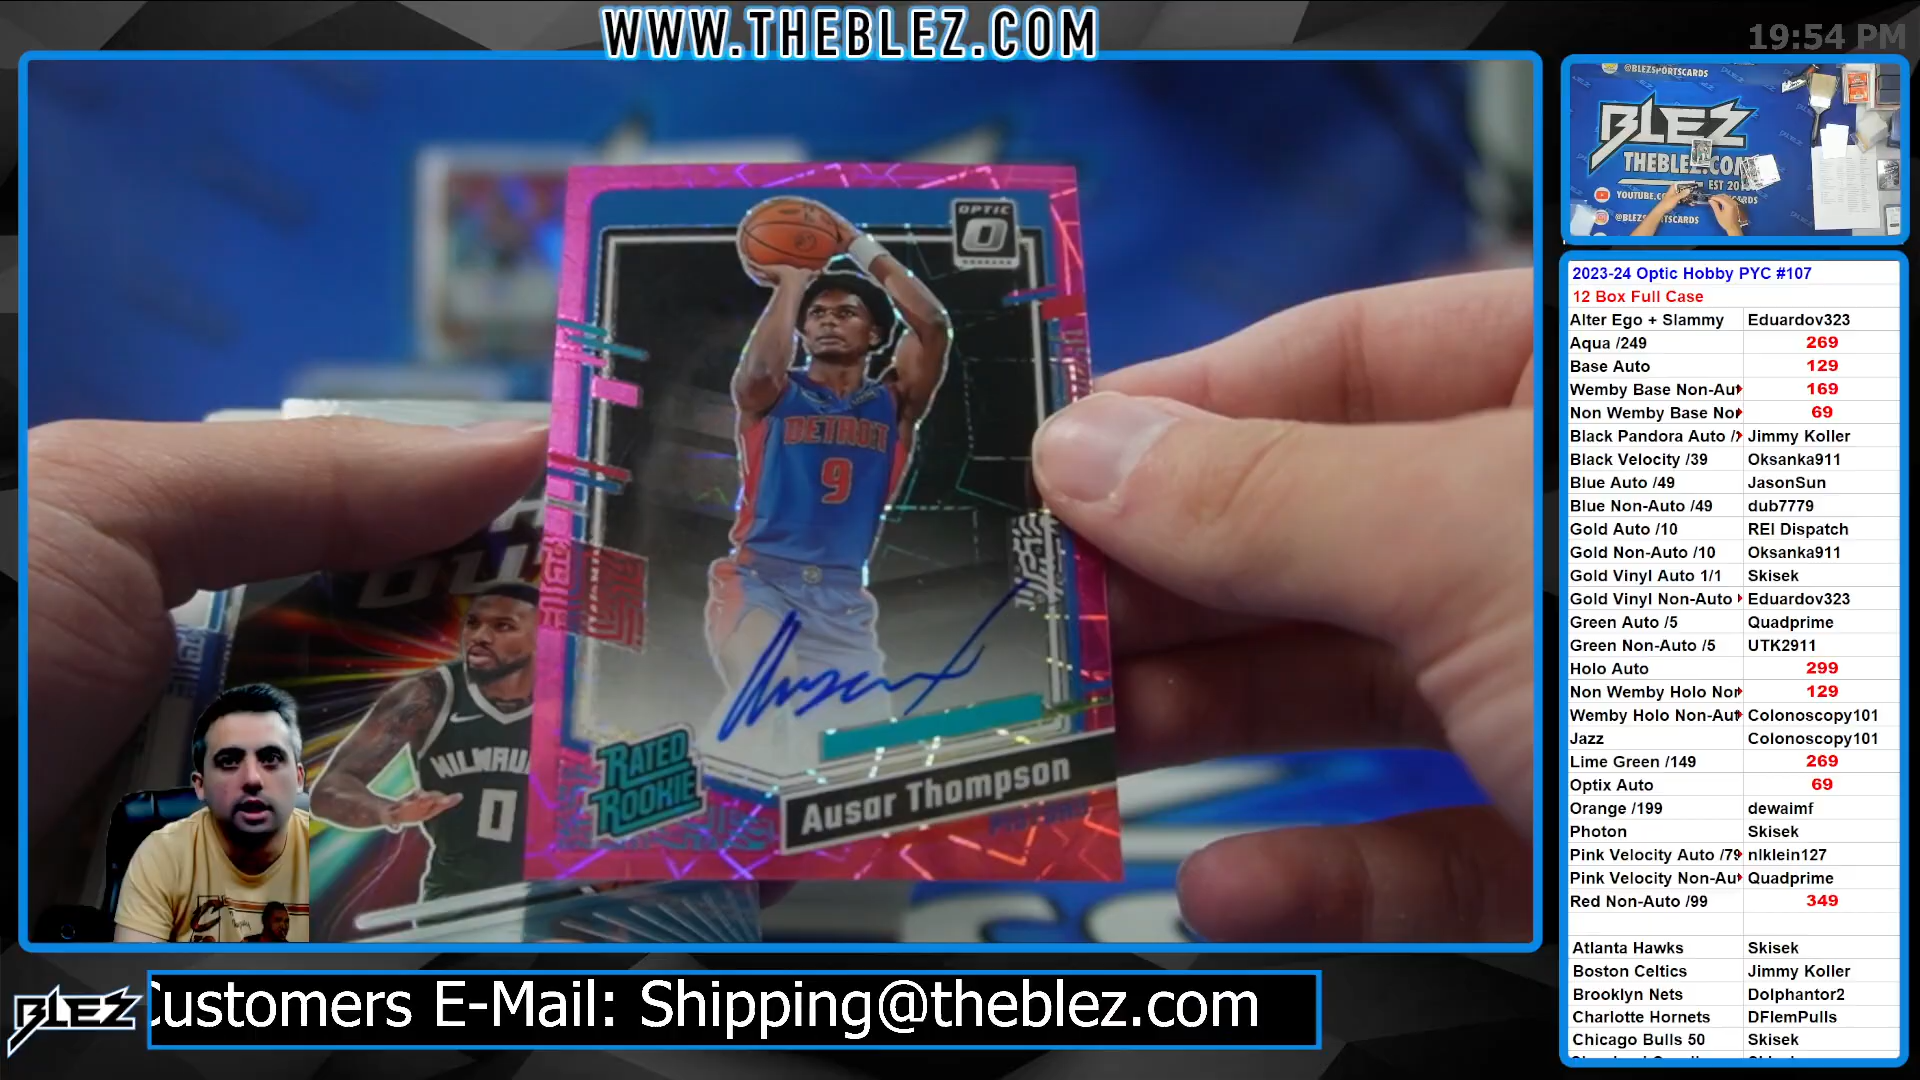 WWW.THEBLEZ.COM
19:54 PM
OPTIC
O
DETROIT
9
RATED
ROOKIE
Ausar Thompson
PISTONS
0
@BLEZSPORTSCARDS
BLEZ
THEBLEZ.COM
@BLEZSPORTSCARDS
2023-24 Optic Hobby PYC #107
12 Box Full Case
Alter Ego + Slammy Eduardov323
Aqua /249 269
Base Auto 129
Wemby Base Non-Au 169
Non Wemby Base No 69
Black Pandora Auto / Jimmy Koller
Black Velocity /39 Oksanka911
Blue Auto /49 JasonSun
Blue Non-Auto /49 dub7779
Gold Auto /10 REI Dispatch
Gold Non-Auto /10 Oksanka911
Gold Vinyl Auto 1/1 Skisek
Gold Vinyl Non-Auto Eduardov323
Green Auto /5 Quadprime
Green Non-Auto /5 UTK2911
Holo Auto 299
Non Wemby Holo No 129
Wemby Holo Non-Au Colonoscopy101
Jazz Colonoscopy101
Lime Green /149 269
Optix Auto 69
Orange /199 dewaimf
Photon Skisek
Pink Velocity Auto /79 nlklein127
Pink Velocity Non-Au Quadprime
Red Non-Auto /99 349
Atlanta Hawks Skisek
Boston Celtics Jimmy Koller
Brooklyn Nets Dolphantor2
Charlotte Hornets DFlemPulls
Chicago Bulls 50 Skisek
BLEZ
Customers E-Mail: Shipping@theblez.com